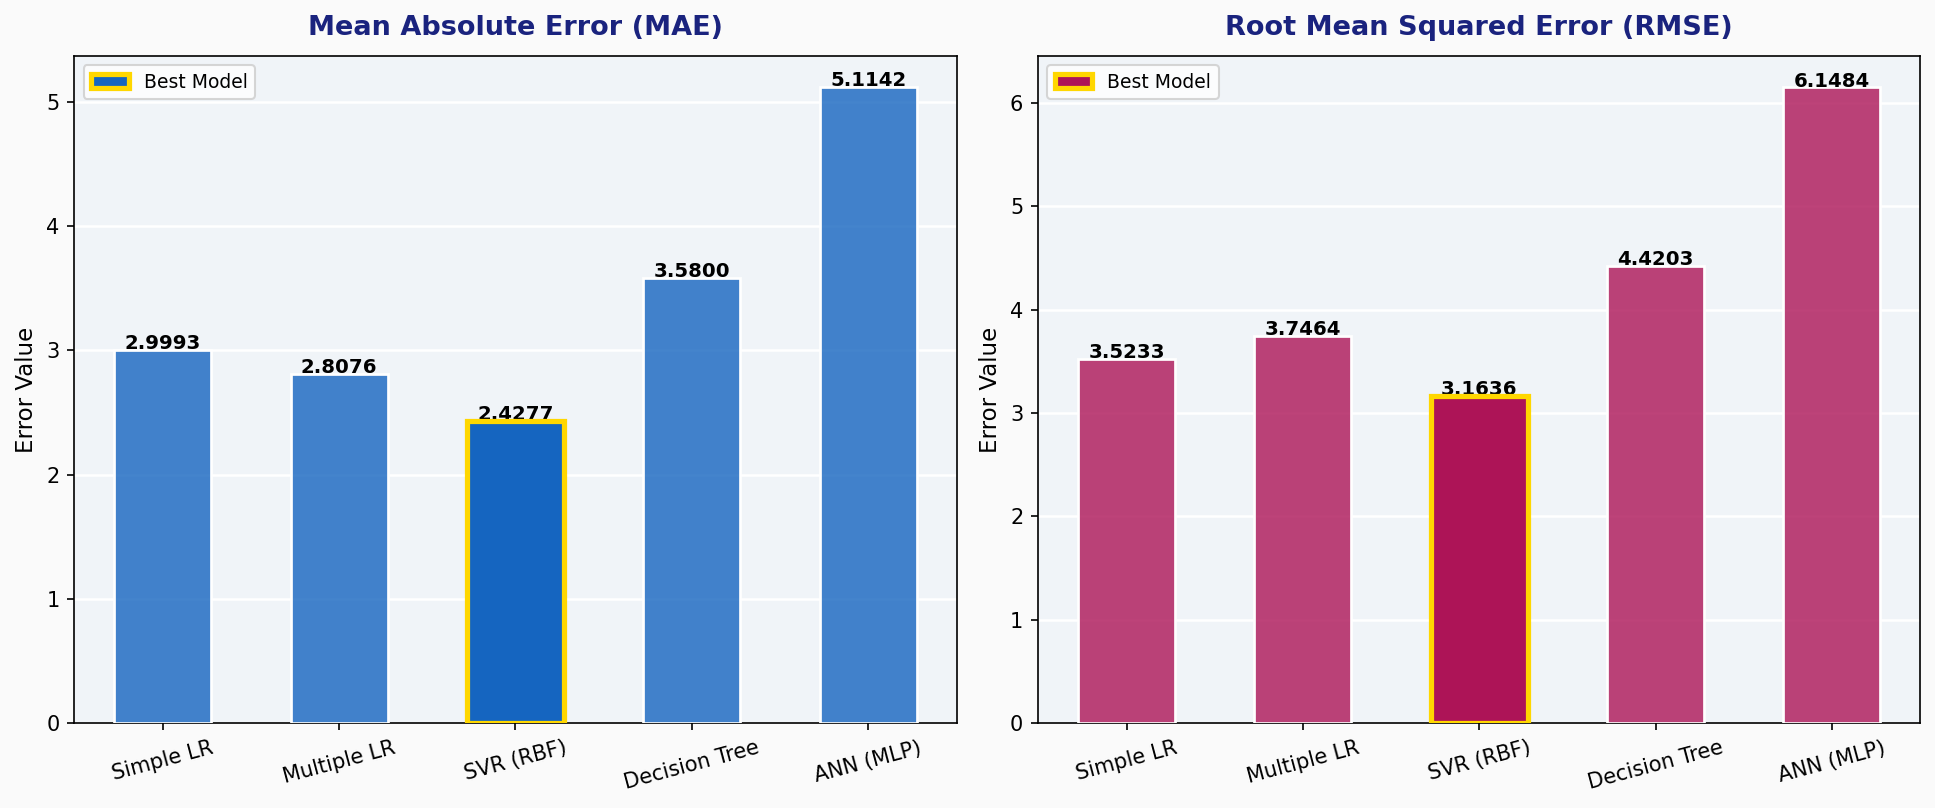 Mean Absolute Error (MAE)
Best Model
Error Value
5
4
3
2
1
0
2.9993
2.8076
2.4277
3.5800
5.1142
Simple LR
Multiple LR
SVR (RBF)
Decision Tree
ANN (MLP)
Root Mean Squared Error (RMSE)
Best Model
Error Value
6
5
4
3
2
1
0
3.5233
3.7464
3.1636
4.4203
6.1484
Simple LR
Multiple LR
SVR (RBF)
Decision Tree
ANN (MLP)